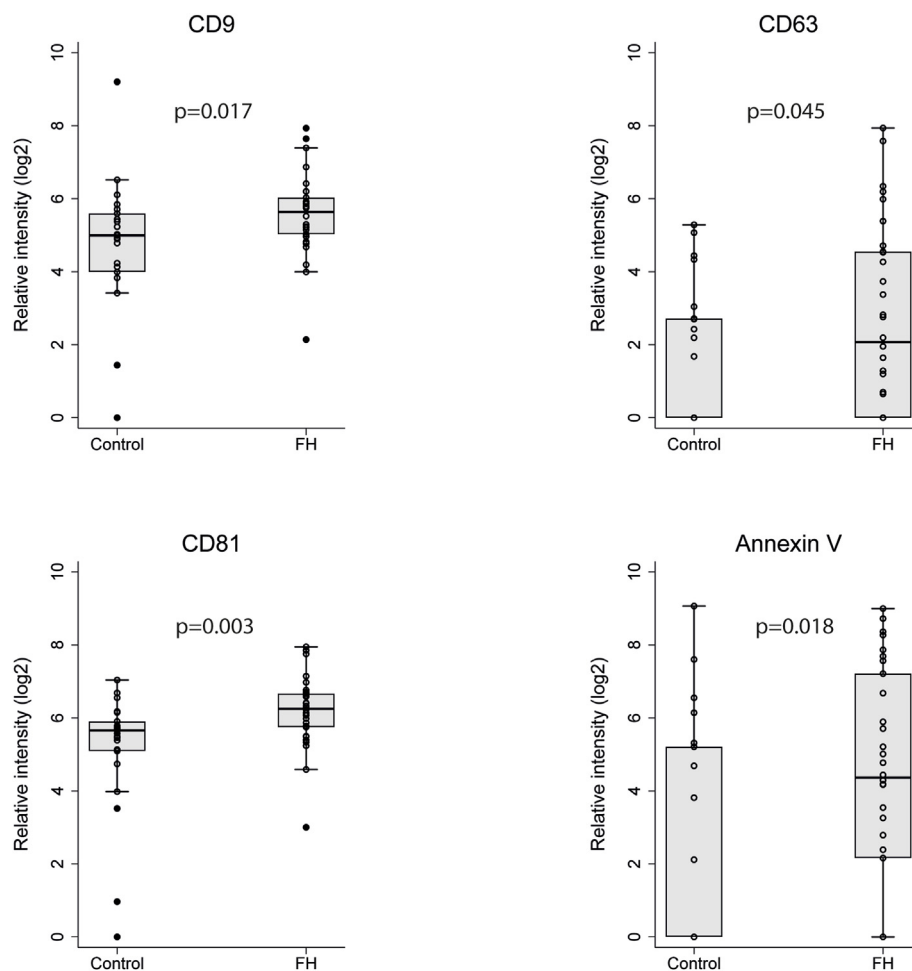 CD9
p=0.017
Relative intensity (log2)
10
8
6
4
2
0
Control FH
CD63
p=0.045
Relative intensity (log2)
10
8
6
4
2
0
Control FH
CD81
p=0.003
Relative intensity (log2)
10
8
6
4
2
0
Control FH
Annexin V
p=0.018
Relative intensity (log2)
10
8
6
4
2
0
Control FH